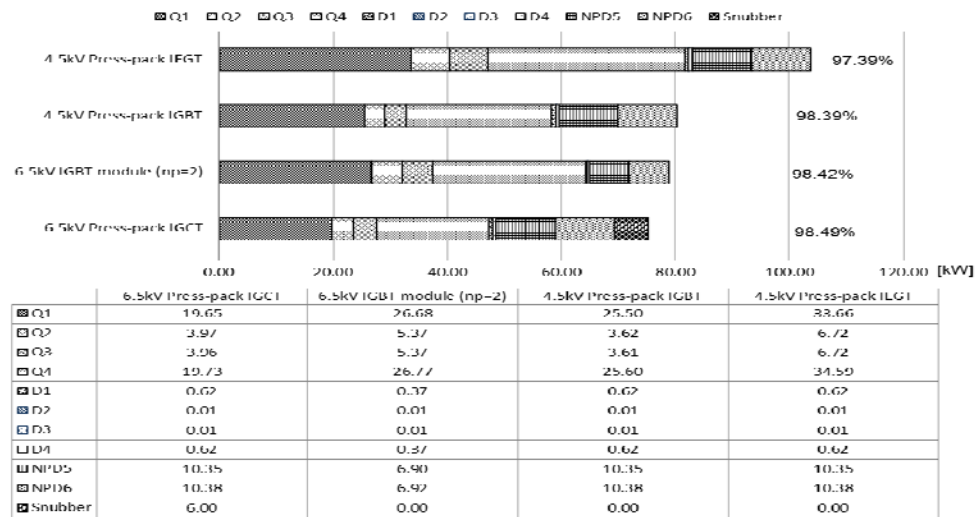 Q1 Q2 Q3 Q4 D1 D2 D3 D4 NPD5 NPD6 Snubber
4.5kV Press-pack IEGT 97.39%
4.5kV Press-pack IGBT 98.39%
6.5kV IGBT module (np=2) 98.42%
6.5kV Press-pack IGCT 98.49%
0.00 20.00 40.00 60.00 80.00 100.00 120.00 [kW]
6.5kV Press-pack IGCT 6.5kV IGBT module (np=2) 4.5kV Press-pack IGBT 4.5kV Press-pack IEGT
Q1 19.65 26.68 25.50 33.66
Q2 3.97 5.37 3.62 6.72
Q3 3.96 5.37 3.61 6.72
Q4 19.73 26.77 25.60 34.59
D1 0.62 0.37 0.62 0.62
D2 0.01 0.01 0.01 0.01
D3 0.01 0.01 0.01 0.01
D4 0.62 0.37 0.62 0.62
NPD5 10.35 6.90 10.35 10.35
NPD6 10.38 6.92 10.38 10.38
Snubber 6.00 0.00 0.00 0.00